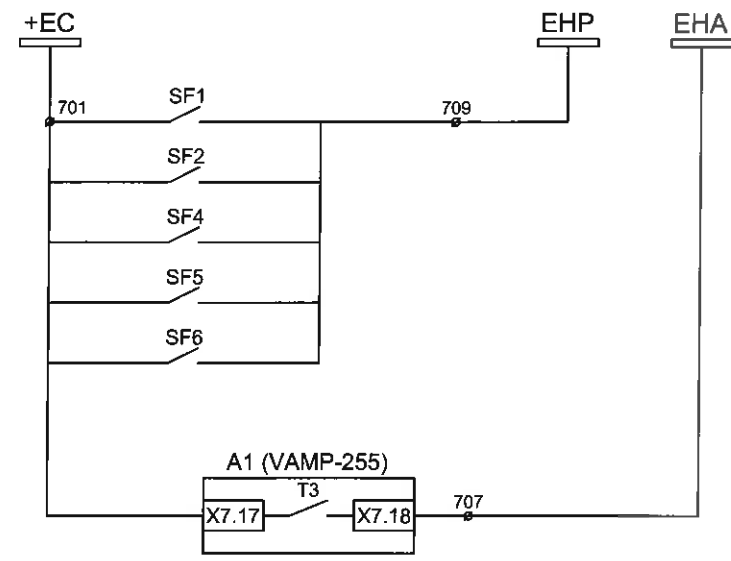 +EC EHP EHA
701 SF1 709
SF2
SF4
SF5
SF6
A1 (VAMP-255)
T3
X7.17 X7.18 707